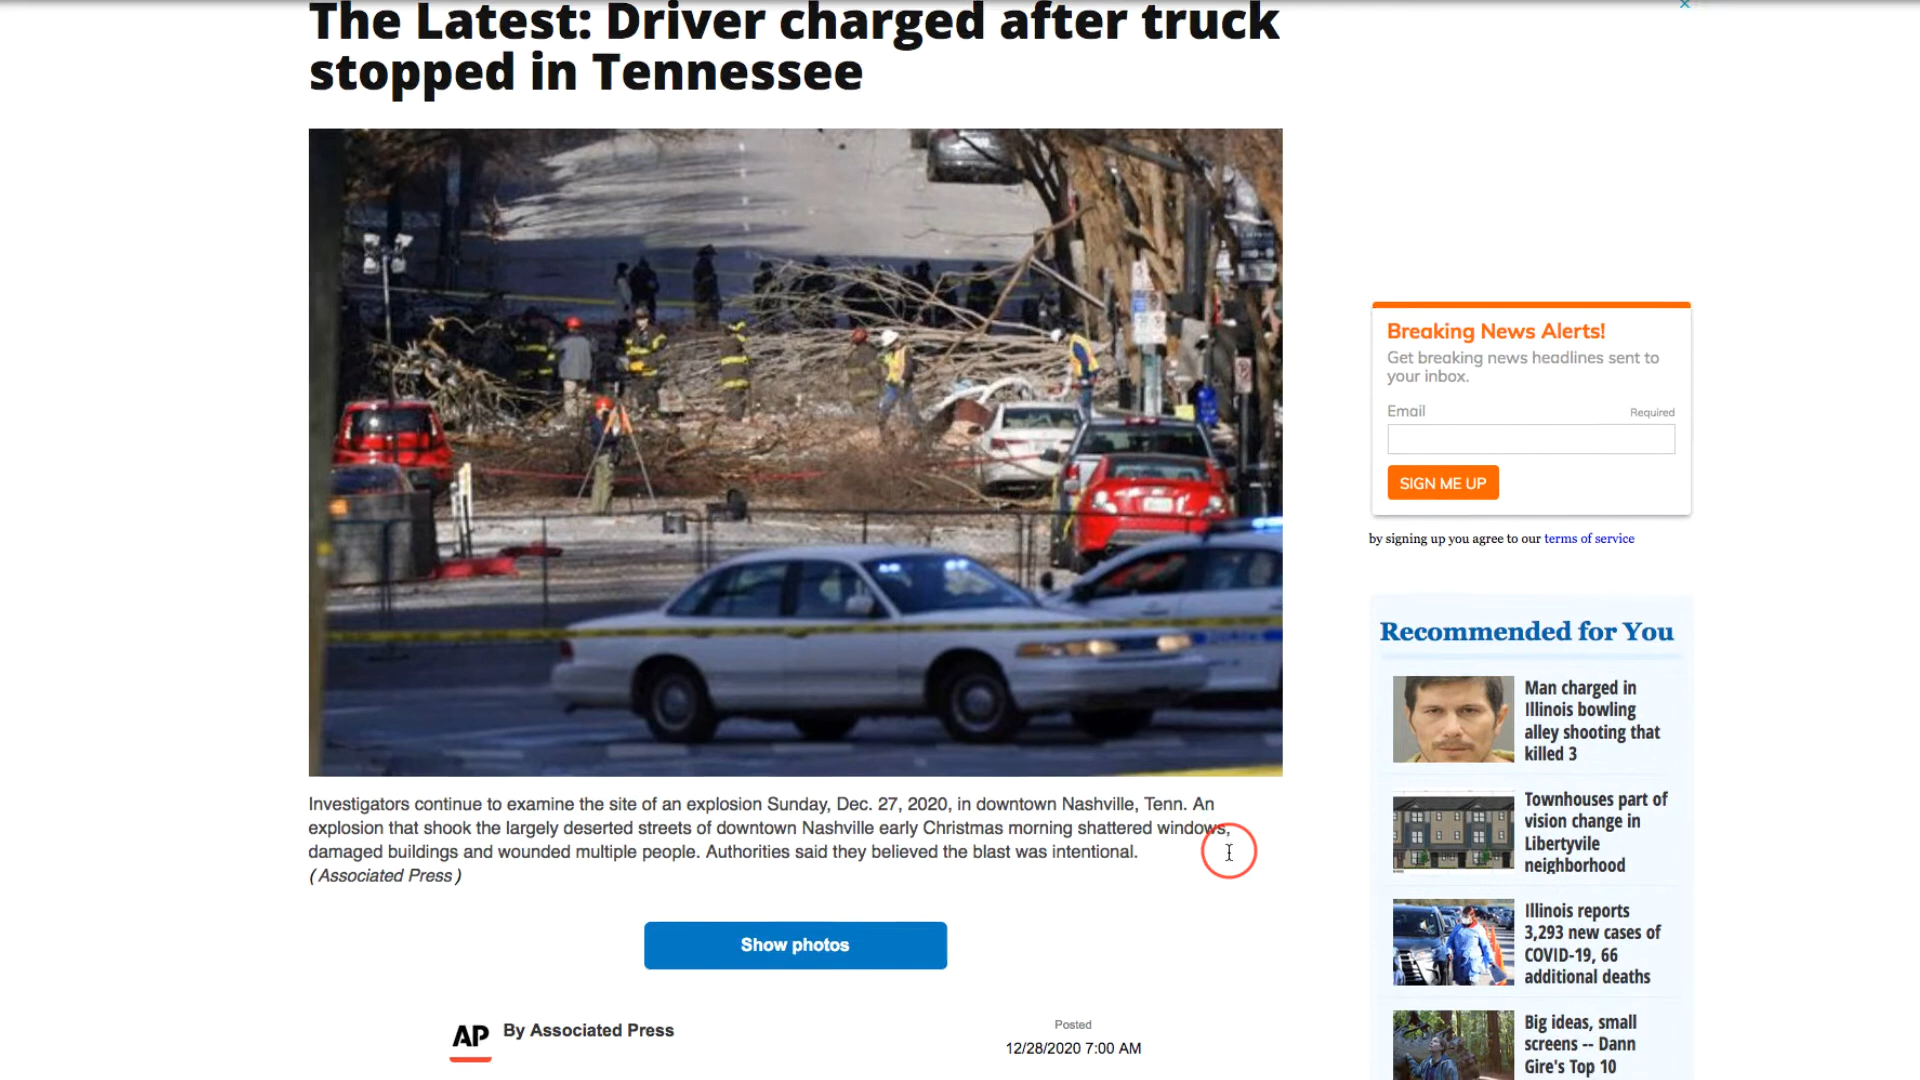 The Latest: Driver charged after truck
stopped in Tennessee
Investigators continue to examine the site of an explosion Sunday, Dec. 27, 2020, in downtown Nashville, Tenn. An
explosion that shook the largely deserted streets of downtown Nashville early Christmas morning shattered windows,
damaged buildings and wounded multiple people. Authorities said they believed the blast was intentional.
(Associated Press)
Show photos
AP
By Associated Press
Posted
12/28/2020 7:00 AM
Breaking News Alerts!
Get breaking news headlines sent to
your inbox.
Email
Required
SIGN ME UP
by signing up you agree to our terms of service
Recommended for You
Man charged in
Illinois bowling
alley shooting that
killed 3
Townhouses part of
vision change in
Libertyvile
neighborhood
Illinois reports
3,293 new cases of
COVID-19, 66
additional deaths
Big ideas, small
screens -- Dann
Gire's Top 10